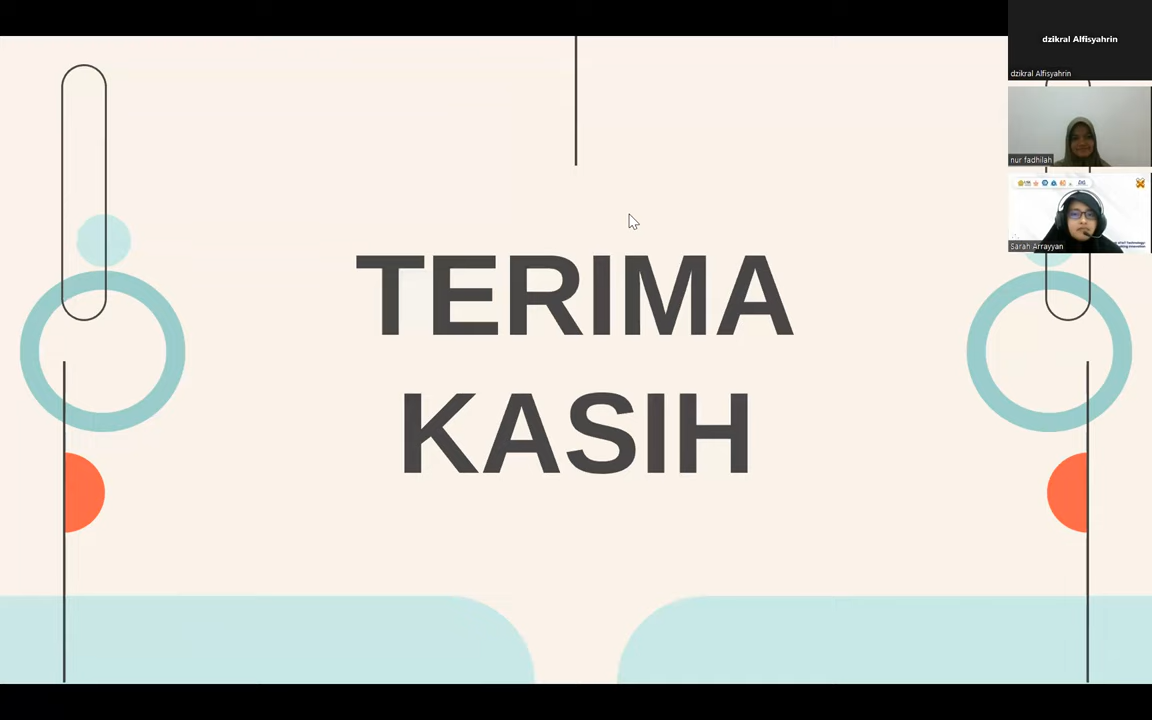 dzikral Alfisyahrin
dzikral Alfisyahrin
nur fadhilah
Sarah Arrayyan
TERIMA
KASIH